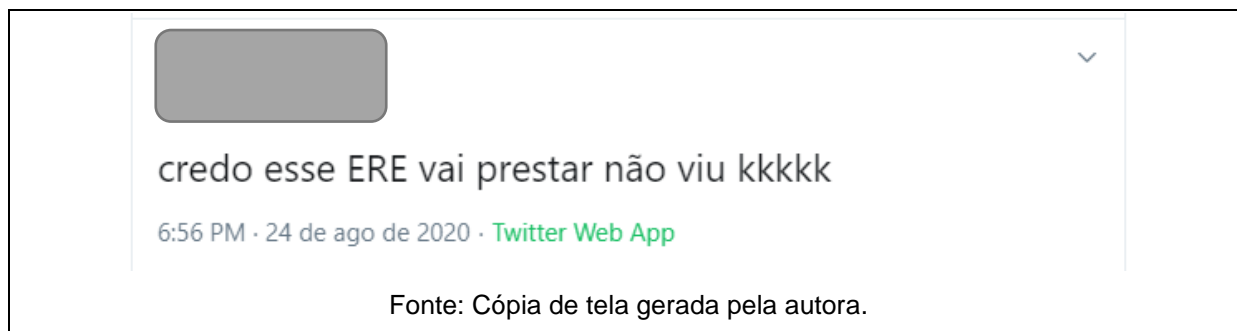 credo esse ERE vai prestar não viu kkkkk
6:56 PM · 24 de ago de 2020 · Twitter Web App
Fonte: Cópia de tela gerada pela autora.